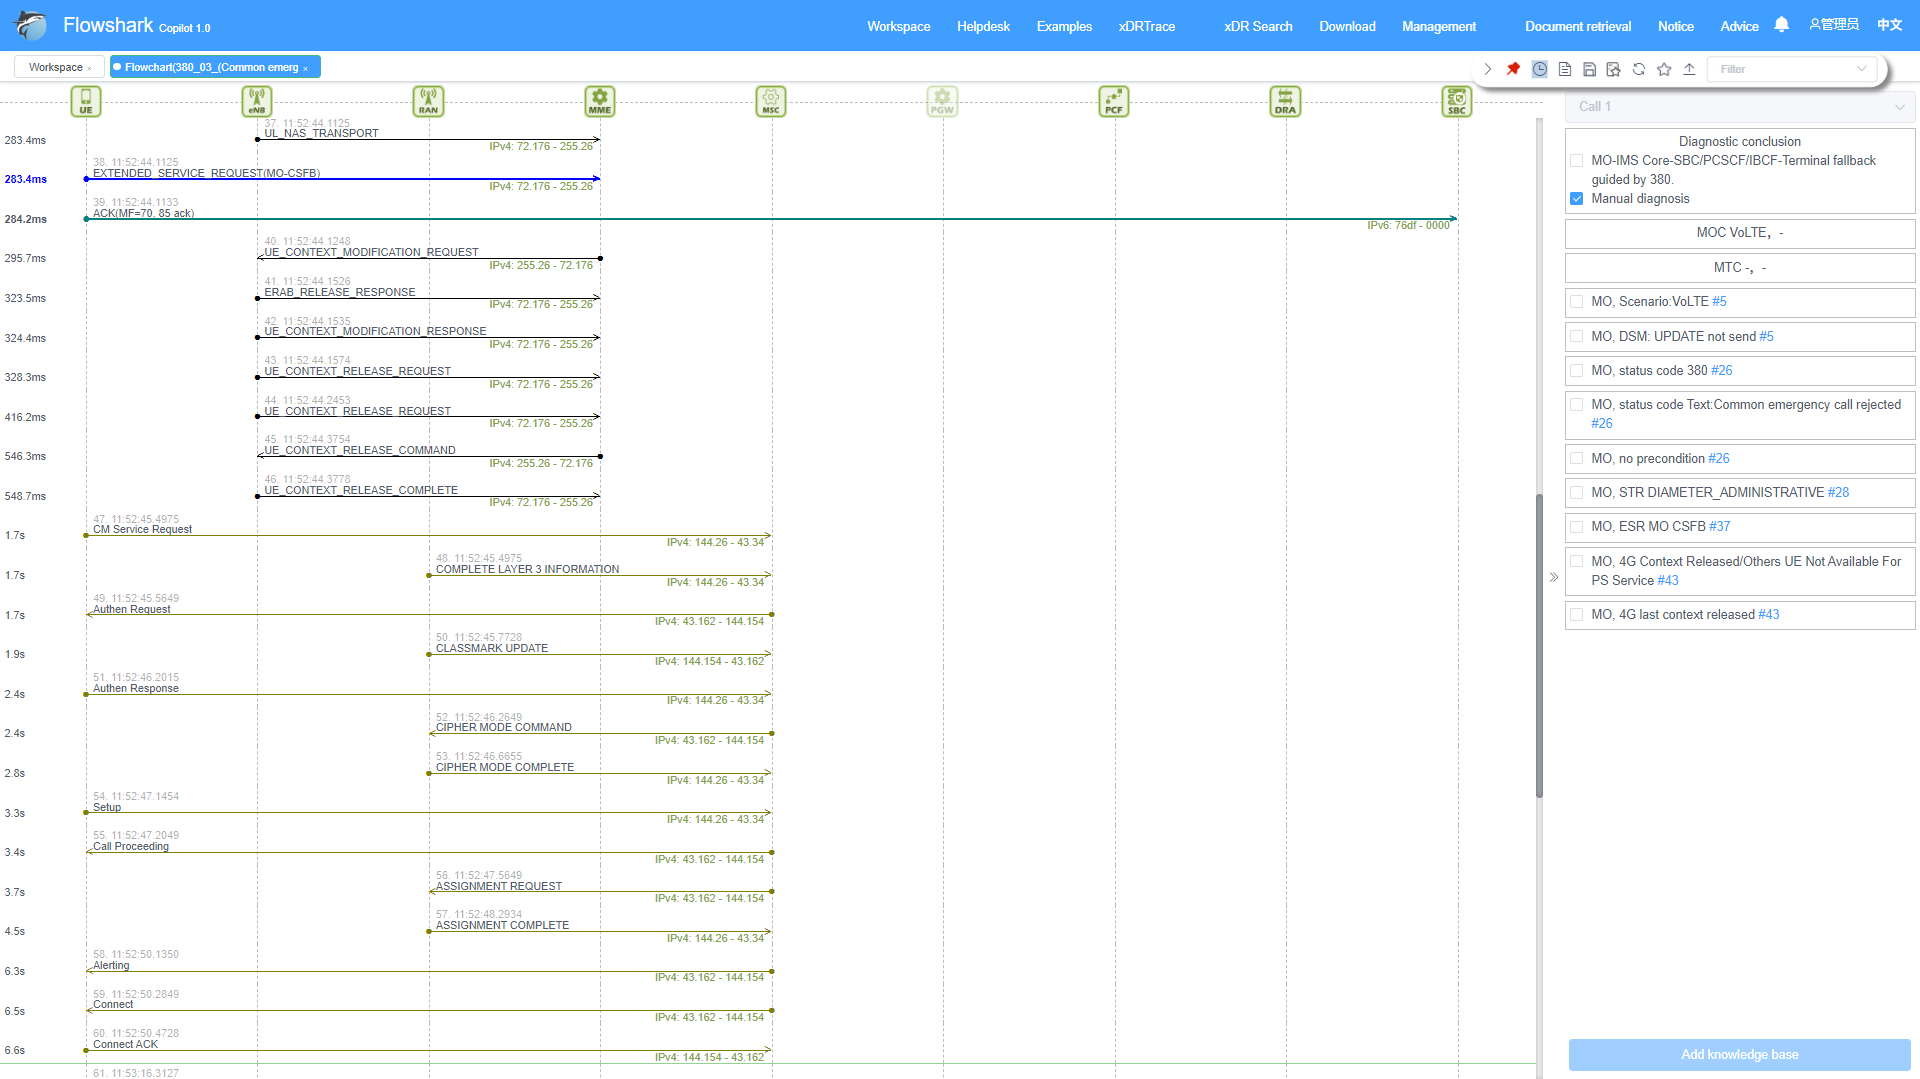 Flowshark Copilot 1.0
Workspace Helpdesk Examples xDRTrace xDR Search Download Management Document retrieval Notice Advice 管理员 中文
Workspace × Flowchart(380_03_(Common emerg ×
Filter
UE eNB RAN MME MSC PGW PCF DRA SBC
37. 11:52:44.1125
UL_NAS_TRANSPORT
283.4ms
IPv4: 72.176 - 255.26
38. 11:52:44.1125
EXTENDED_SERVICE_REQUEST(MO-CSFB)
283.4ms
IPv4: 72.176 - 255.26
39. 11:52:44.1133
ACK(MF=70, 85 ack)
284.2ms
IPv6: 76df - 0000
40. 11:52:44.1248
UE_CONTEXT_MODIFICATION_REQUEST
295.7ms
IPv4: 255.26 - 72.176
41. 11:52:44.1526
ERAB_RELEASE_RESPONSE
323.5ms
IPv4: 72.176 - 255.26
42. 11:52:44.1535
UE_CONTEXT_MODIFICATION_RESPONSE
324.4ms
IPv4: 72.176 - 255.26
43. 11:52:44.1574
UE_CONTEXT_RELEASE_REQUEST
328.3ms
IPv4: 72.176 - 255.26
44. 11:52:44.2453
UE_CONTEXT_RELEASE_REQUEST
416.2ms
IPv4: 72.176 - 255.26
45. 11:52:44.3754
UE_CONTEXT_RELEASE_COMMAND
546.3ms
IPv4: 255.26 - 72.176
46. 11:52:44.3778
UE_CONTEXT_RELEASE_COMPLETE
548.7ms
IPv4: 72.176 - 255.26
47. 11:52:45.4975
CM Service Request
1.7s
IPv4: 144.26 - 43.34
48. 11:52:45.4975
COMPLETE LAYER 3 INFORMATION
1.7s
IPv4: 144.26 - 43.34
49. 11:52:45.5649
Authen Request
1.7s
IPv4: 43.162 - 144.154
50. 11:52:45.7728
CLASSMARK UPDATE
1.9s
IPv4: 144.154 - 43.162
51. 11:52:46.2015
Authen Response
2.4s
IPv4: 144.26 - 43.34
52. 11:52:46.2649
CIPHER MODE COMMAND
2.4s
IPv4: 43.162 - 144.154
53. 11:52:46.6655
CIPHER MODE COMPLETE
2.8s
IPv4: 144.26 - 43.34
54. 11:52:47.1454
Setup
3.3s
IPv4: 144.26 - 43.34
55. 11:52:47.2049
Call Proceeding
3.4s
IPv4: 43.162 - 144.154
56. 11:52:47.5649
ASSIGNMENT REQUEST
3.7s
IPv4: 43.162 - 144.154
57. 11:52:48.2934
ASSIGNMENT COMPLETE
4.5s
IPv4: 144.26 - 43.34
58. 11:52:50.1350
Alerting
6.3s
IPv4: 43.162 - 144.154
59. 11:52:50.2849
Connect
6.5s
IPv4: 43.162 - 144.154
60. 11:52:50.4728
Connect ACK
6.6s
IPv4: 144.154 - 43.162
61. 11:53:16.3127
Call 1
Diagnostic conclusion
MO-IMS Core-SBC/PCSCF/IBCF-Terminal fallback
guided by 380.
Manual diagnosis
MOC VoLTE，-
MTC -，-
MO, Scenario:VoLTE #5
MO, DSM: UPDATE not send #5
MO, status code 380 #26
MO, status code Text:Common emergency call rejected
#26
MO, no precondition #26
MO, STR DIAMETER_ADMINISTRATIVE #28
MO, ESR MO CSFB #37
MO, 4G Context Released/Others UE Not Available For
PS Service #43
MO, 4G last context released #43
Add knowledge base